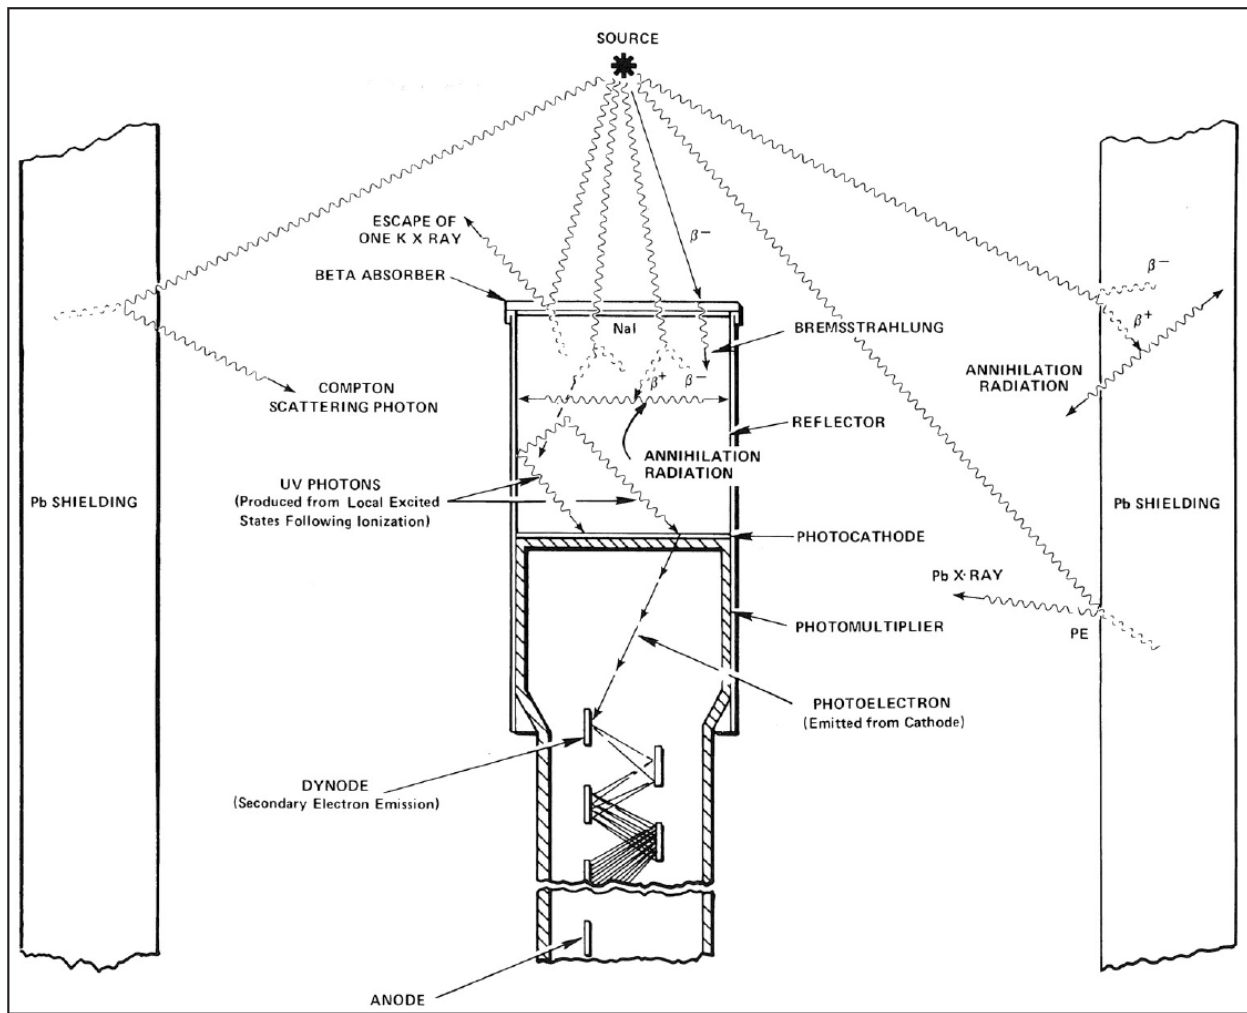 SOURCE
ESCAPE OF
ONE K X RAY
β−
BETA ABSORBER
β−
NaI
BREMSSTRAHLUNG
β+
β+
β−
ANNIHILATION
RADIATION
COMPTON
SCATTERING PHOTON
REFLECTOR
ANNIHILATION
RADIATION
UV PHOTONS
(Produced from Local Excited
States Following Ionization)
Pb SHIELDING
Pb SHIELDING
PHOTOCATHODE
Pb X·RAY
PHOTOMULTIPLIER
PE
PHOTOELECTRON
(Emitted from Cathode)
DYNODE
(Secondary Electron Emission)
ANODE